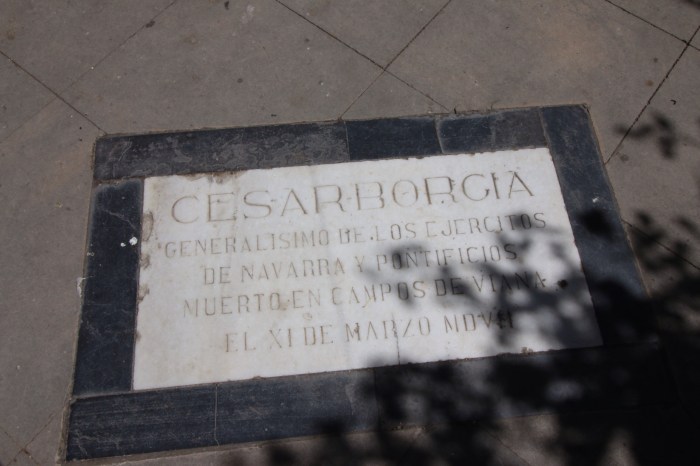 CESAR BORGIA
GENERALISIMO DE LOS EJERCITOS
DE NAVARRA Y PONTIFICIOS
MUERTO EN CAMPOS DE VIANA
EL XI DE MARZO MDVII